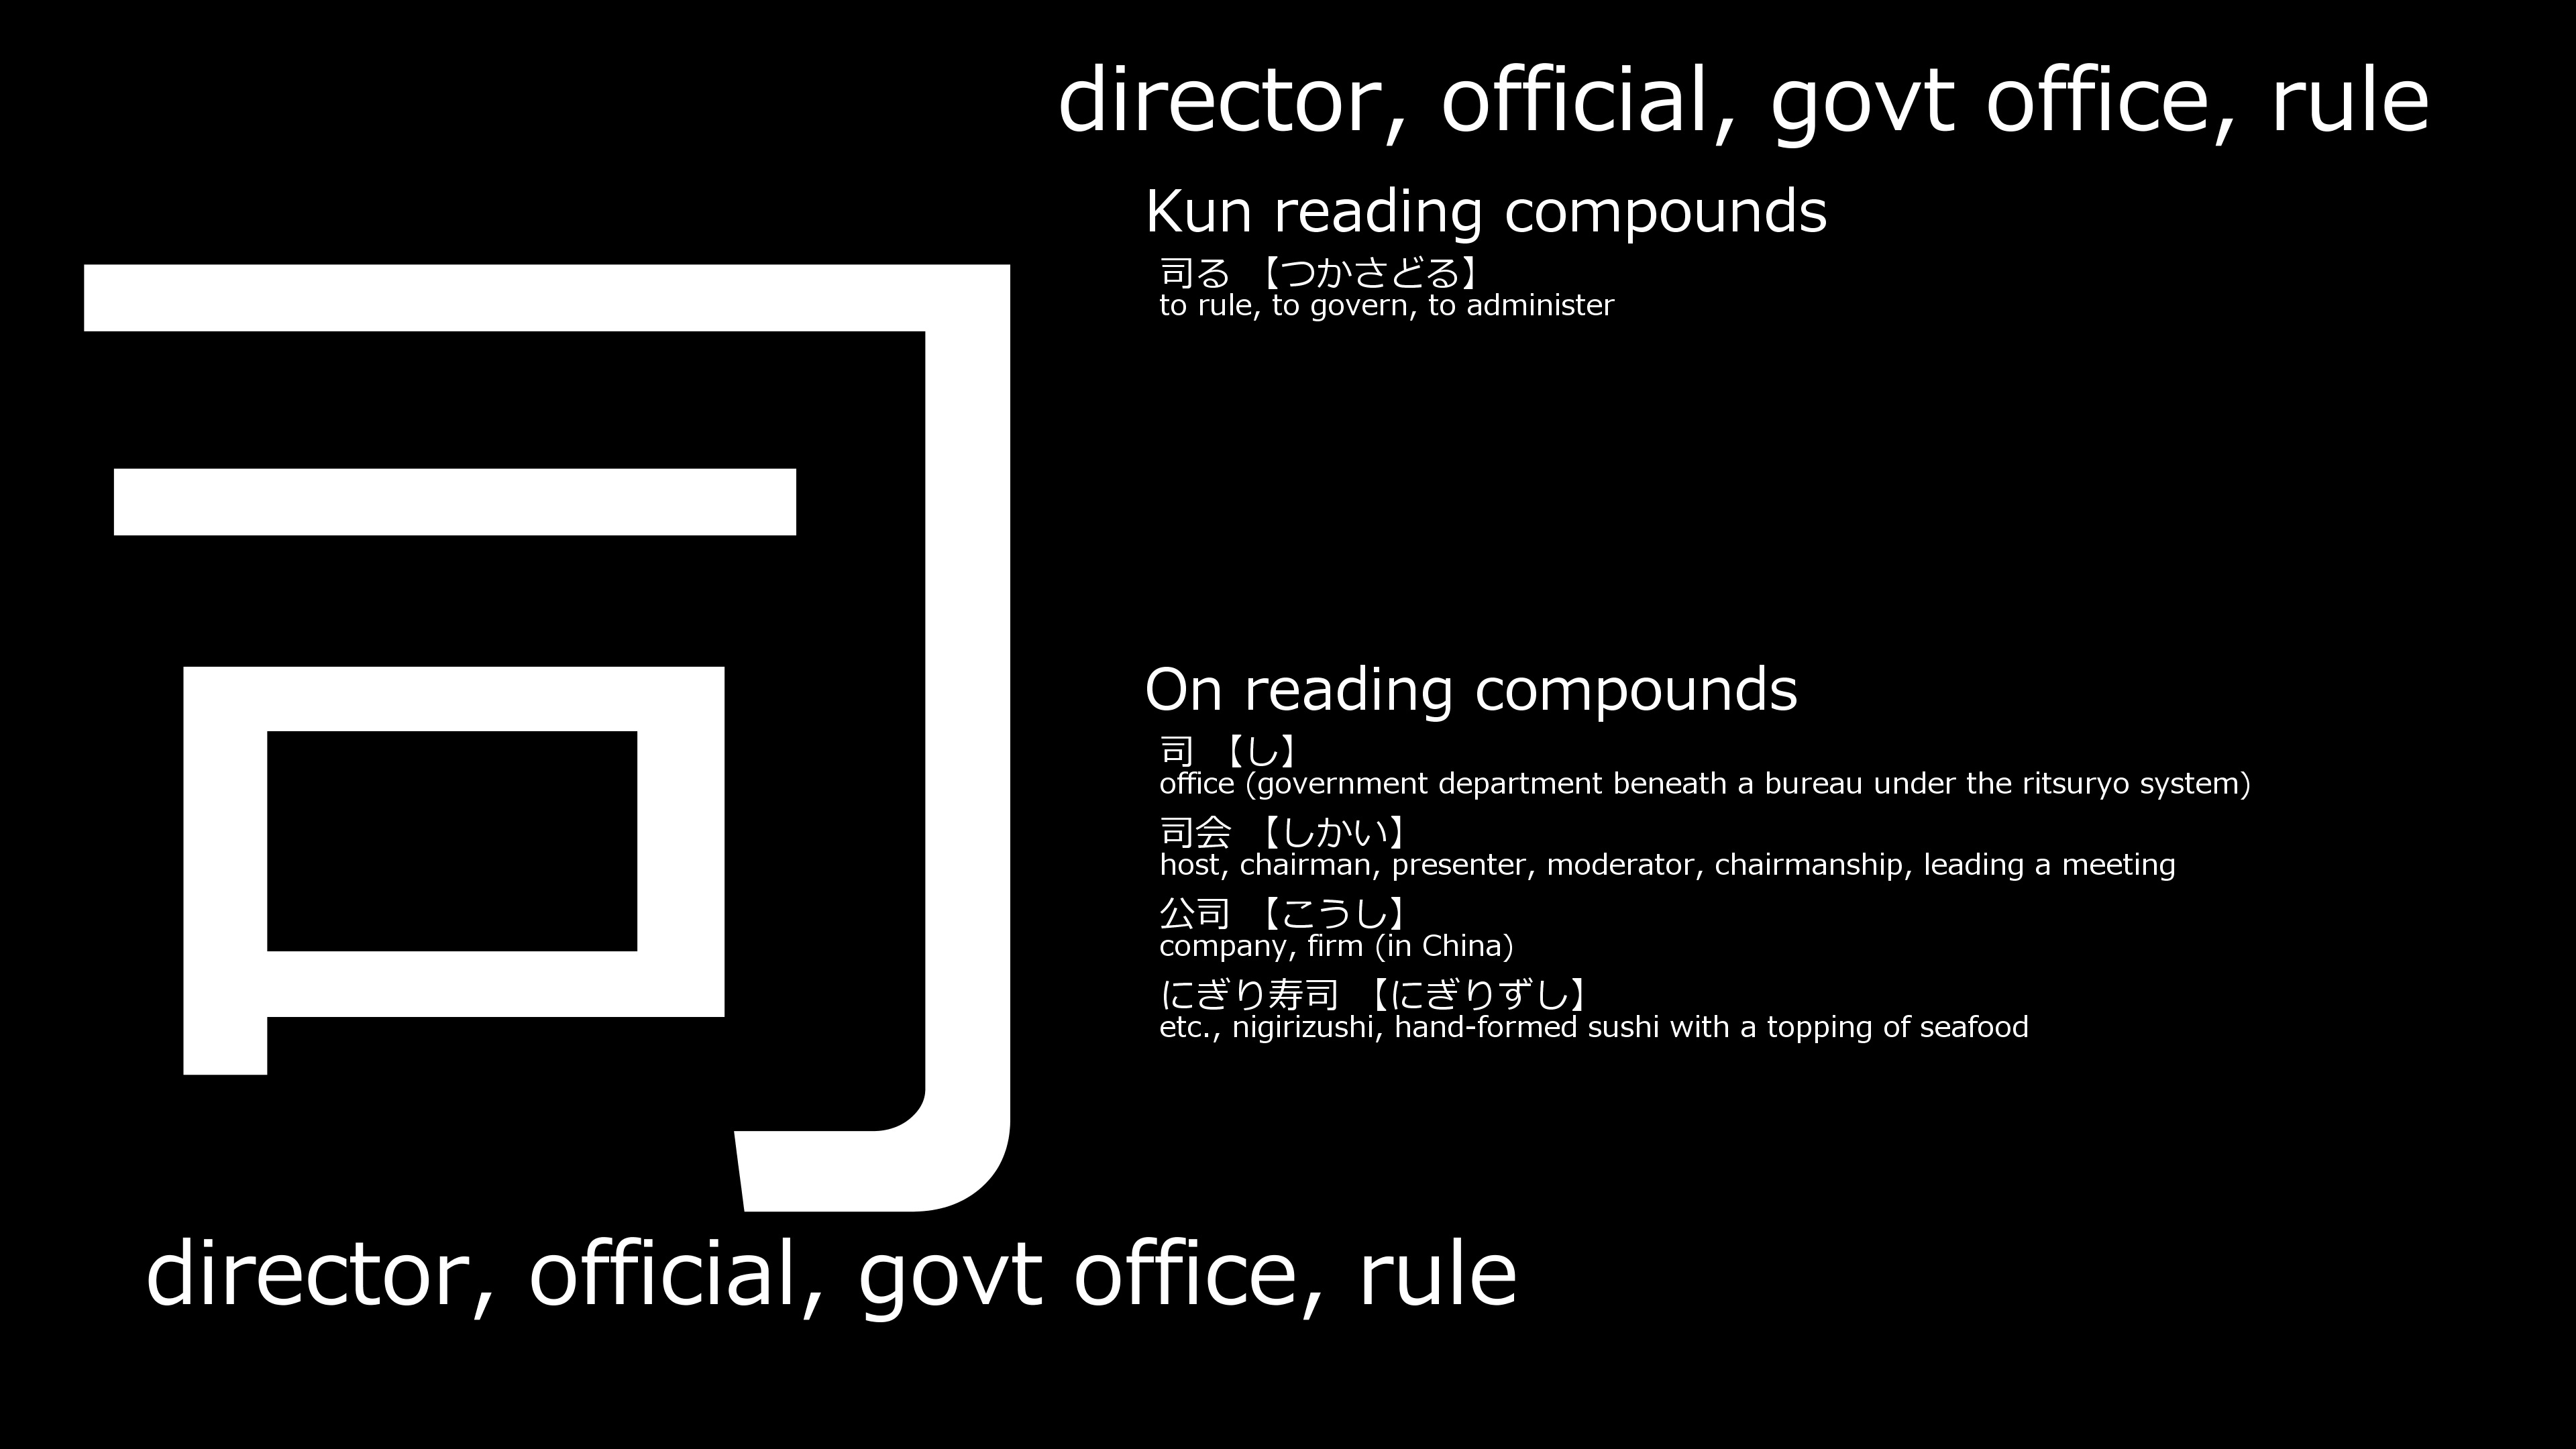 司
director, official, govt office, rule
director, official, govt office, rule
Kun reading compounds
司る 【つかさどる】
to rule, to govern, to administer
On reading compounds
司 【し】
office (government department beneath a bureau under the ritsuryo system)
司会 【しかい】
host, chairman, presenter, moderator, chairmanship, leading a meeting
公司 【こうし】
company, firm (in China)
にぎり寿司 【にぎりずし】
etc., nigirizushi, hand-formed sushi with a topping of seafood